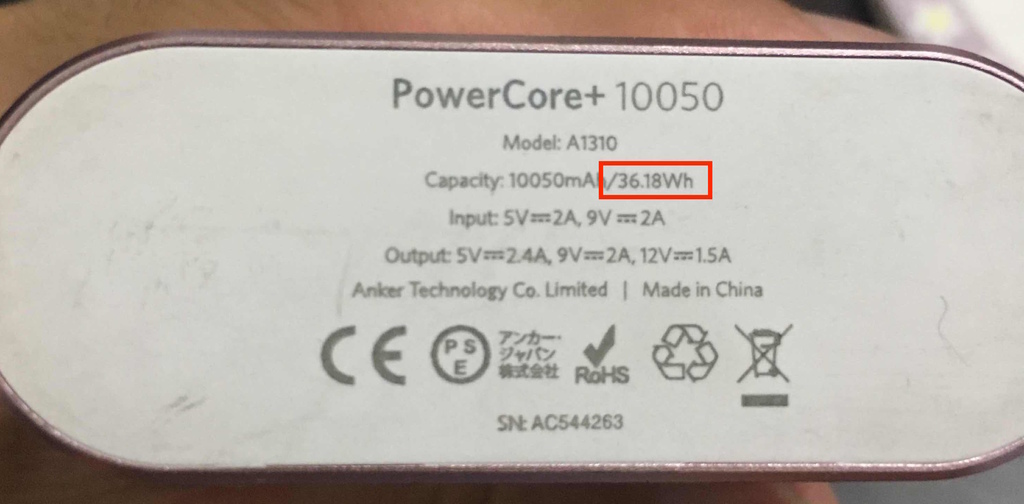 PowerCore+ 10050
Model: A1310
Capacity: 10050mAh/36.18Wh
Input: 5V⎓2A, 9V⎓2A
Output: 5V⎓2.4A, 9V⎓2A, 12V⎓1.5A
Anker Technology Co. Limited | Made in China
CE
PSE
アンカー・
ジャパン
株式会社
RoHS
SN: AC544263